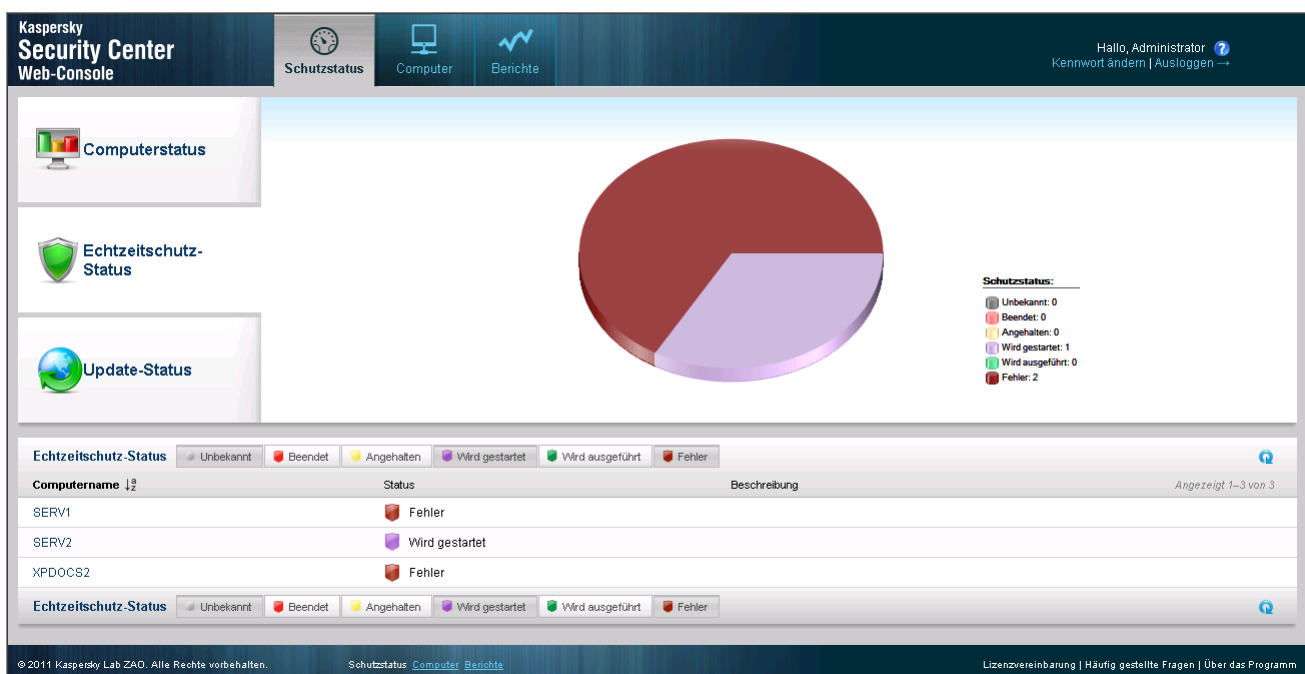 Kaspersky
Security Center
Web-Console
Schutzstatus
Computer
Berichte
Hallo, Administrator ?
Kennwort ändern | Ausloggen →
Computerstatus
Echtzeitschutz-
Status
Update-Status
Schutzstatus:
Unbekannt: 0
Beendet: 0
Angehalten: 0
Wird gestartet: 1
Wird ausgeführt: 0
Fehler: 2
Echtzeitschutz-Status Unbekannt Beendet Angehalten Wird gestartet Wird ausgeführt Fehler
Computername ↓a z Status Beschreibung Angezeigt 1–3 von 3
SERV1 Fehler
SERV2 Wird gestartet
XPDOCS2 Fehler
Echtzeitschutz-Status Unbekannt Beendet Angehalten Wird gestartet Wird ausgeführt Fehler
© 2011 Kaspersky Lab ZAO. Alle Rechte vorbehalten. Schutzstatus Computer Berichte Lizenzvereinbarung | Häufig gestellte Fragen | Über das Programm